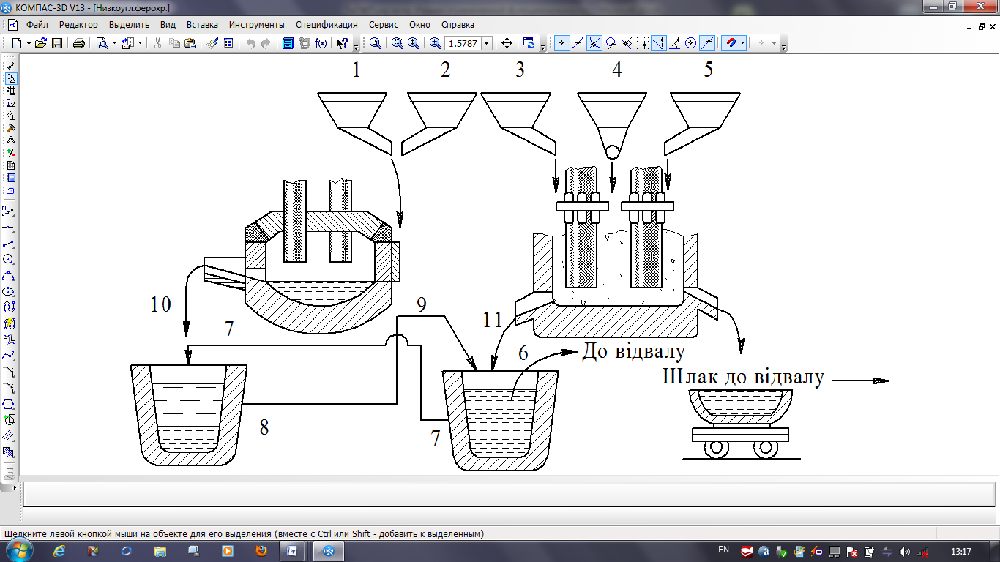 КОМПАС-3D V13 - [Низкоугл.ферохр.]
Файл Редактор Выделить Вид Вставка Инструменты Спецификация Сервис Окно Справка
f(x) 1.5787
1 2 3 4 5
10
7
9
11
6
До відвалу
Шлак до відвалу
8
7
Щелкните левой кнопкой мыши на объекте для его выделения (вместе с Ctrl или Shift - добавить к выделенным)
EN 13:17